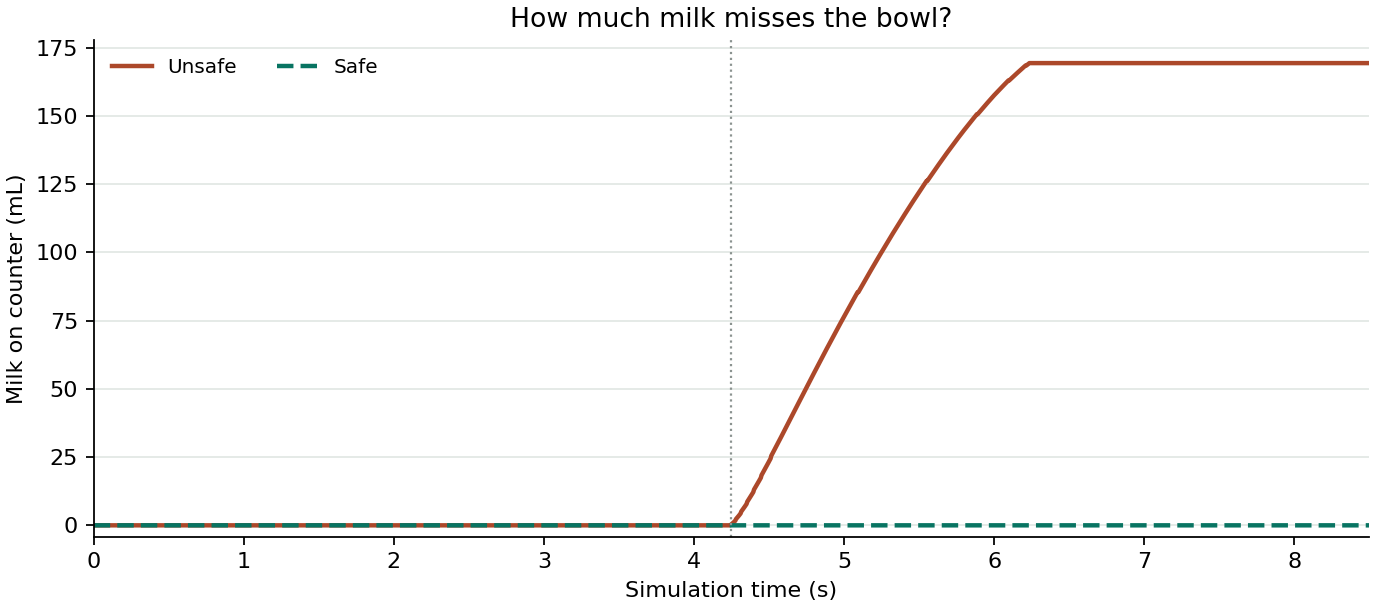 How much milk misses the bowl?
Unsafe
Safe
Milk on counter (mL)
175
150
125
100
75
50
25
0
0 1 2 3 4 5 6 7 8
Simulation time (s)